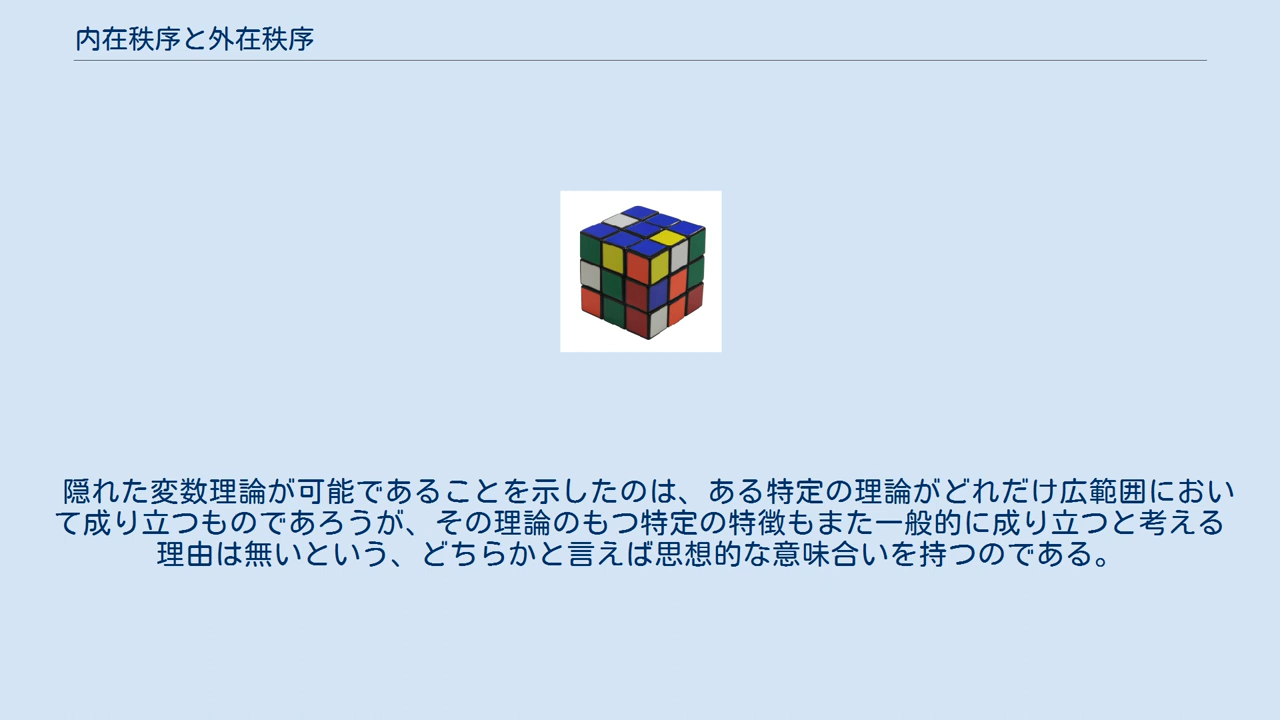 内在秩序と外在秩序
隠れた変数理論が可能であることを示したのは、ある特定の理論がどれだけ広範囲におい
て成り立つものであろうが、その理論のもつ特定の特徴もまた一般的に成り立つと考える
理由は無いという、どちらかと言えば思想的な意味合いを持つのである。